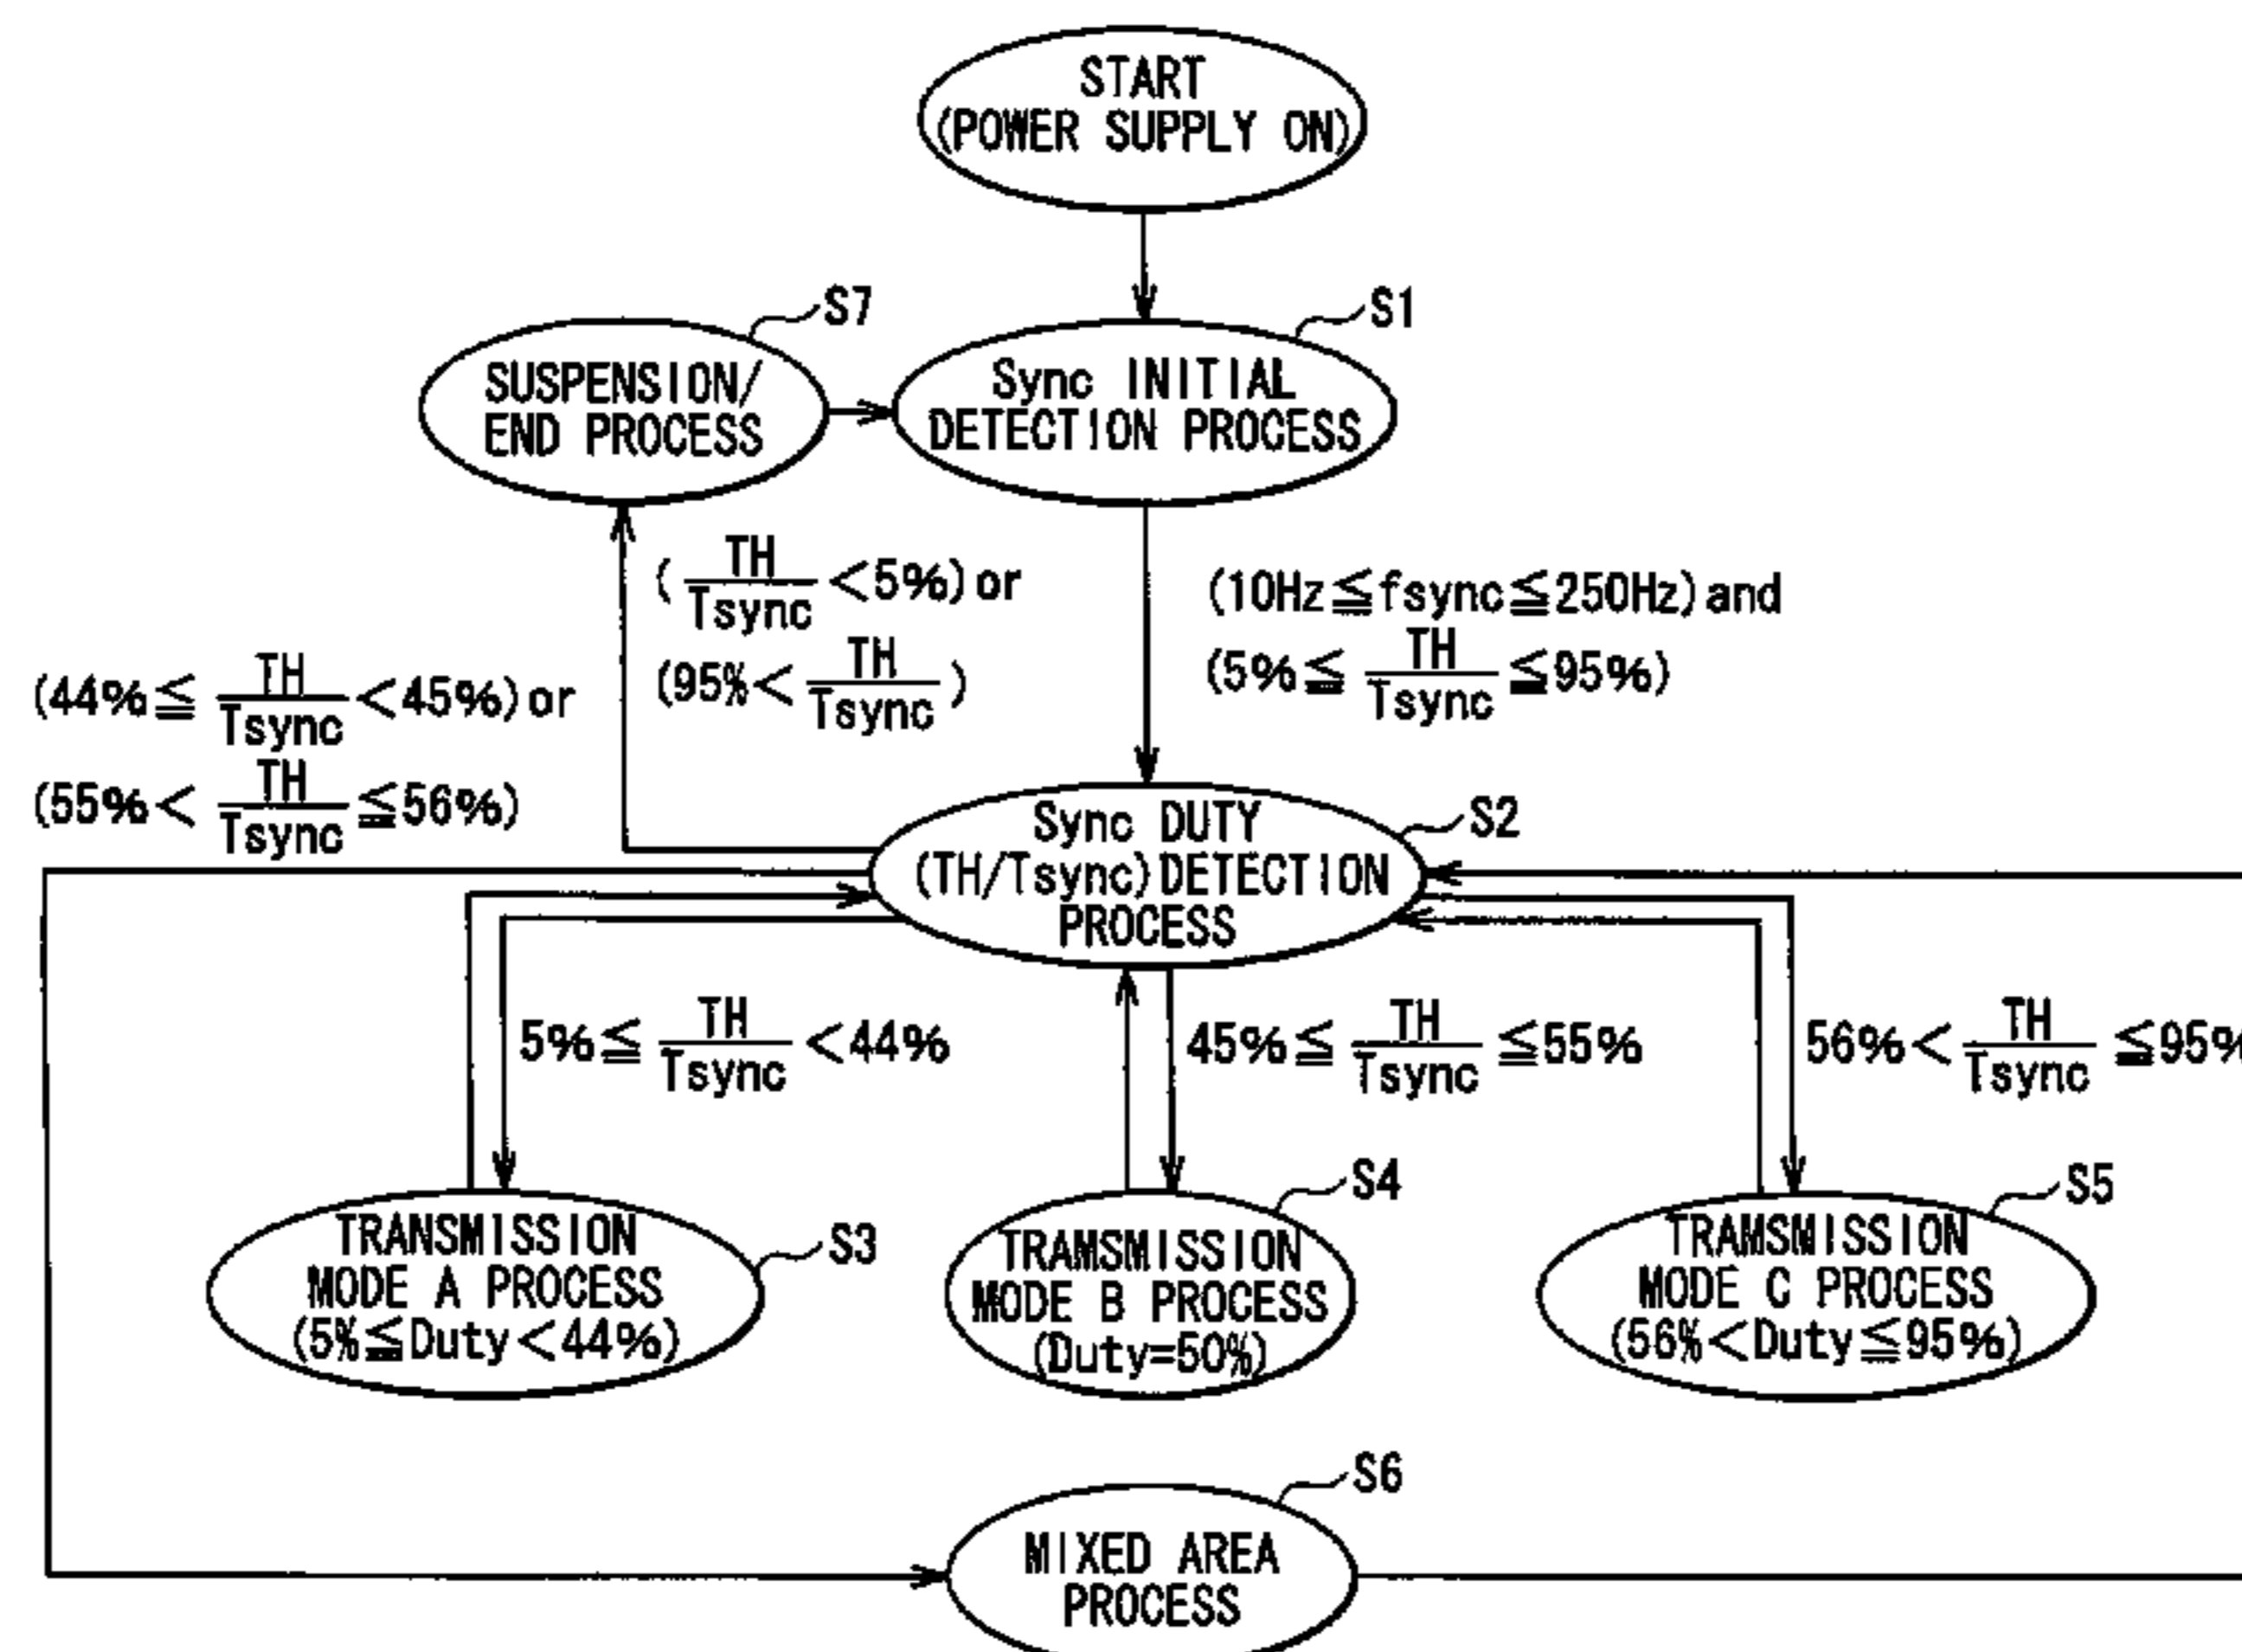 START
(POWER SUPPLY ON)
S7
S1
SUSPENSION/
END PROCESS
Sync INITIAL
DETECTION PROCESS
(TH/Tsync<5%)or
(95%<TH/Tsync)
(10Hz≦fsync≦250Hz)and
(5%≦TH/Tsync≦95%)
(44%≦TH/Tsync<45%)or
(55%<TH/Tsync≦56%)
S2
Sync DUTY
(TH/Tsync)DETECTION
PROCESS
5%≦TH/Tsync<44%
45%≦TH/Tsync≦55%
56%<TH/Tsync≦95%
S3
TRANSMISSION
MODE A PROCESS
(5%≦Duty<44%)
S4
TRAMSMISSION
MODE B PROCESS
(Duty=50%)
S5
TRAMSMISSION
MODE C PROCESS
(56%<Duty≦95%)
S6
MIXED AREA
PROCESS